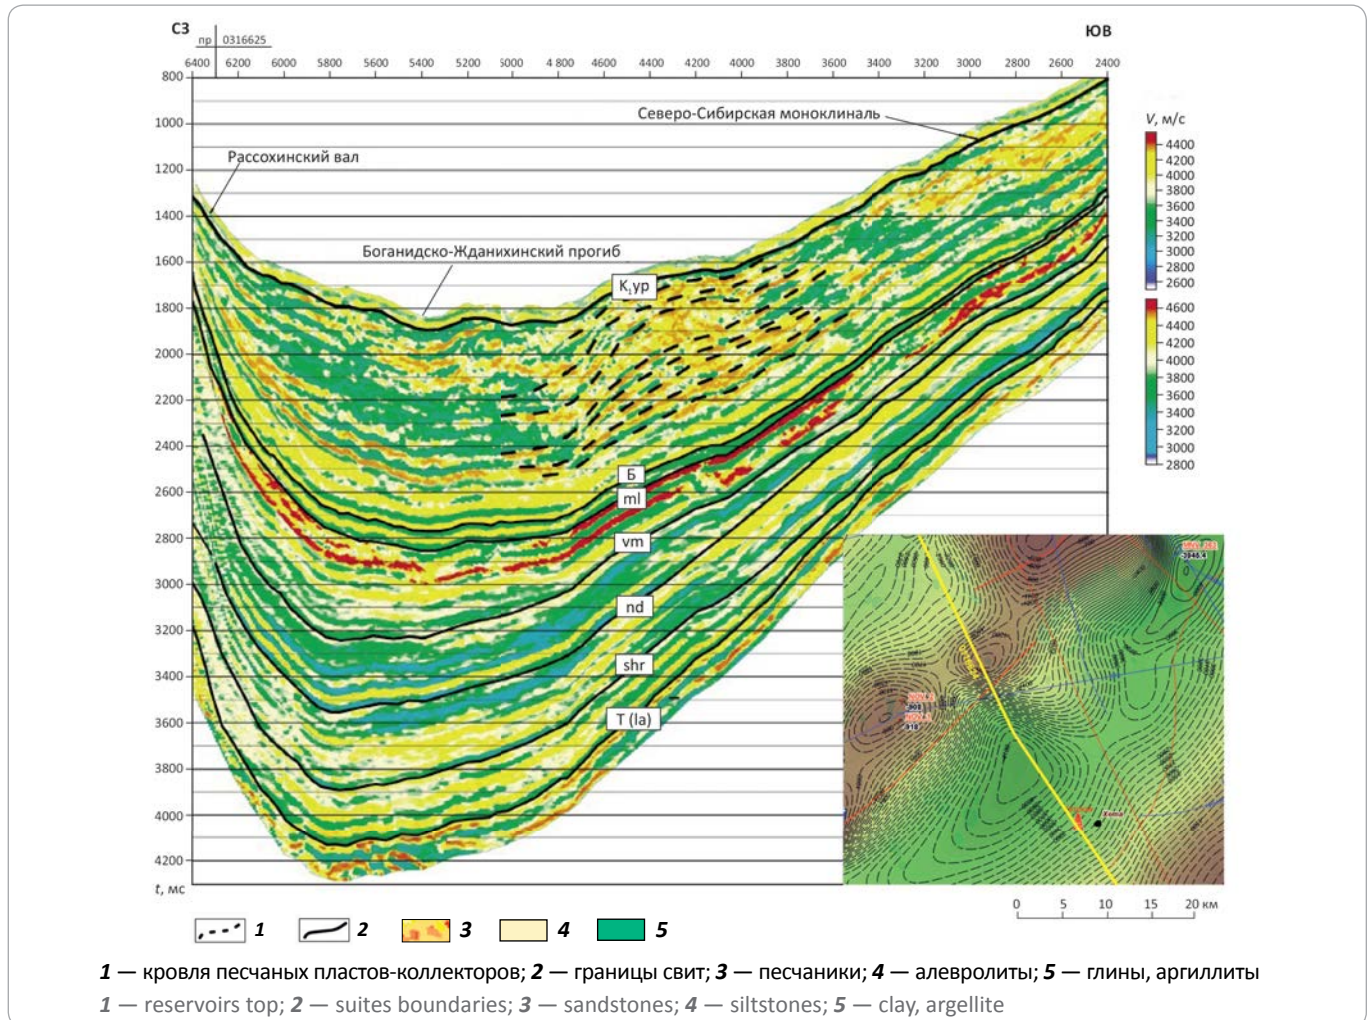 СЗ
ЮВ
пр 0316625
6400 6200 6000 5800 5600 5400 5200 5000 4 800 4600 4400 4200 4000 3800 3600 3400 3200 3000 2800 2600 2400
800
1000
1200
1400
1600
1800
2000
2200
2400
2600
2800
3000
3200
3400
3600
3800
4000
4200
t, мс
Северо-Сибирская моноклиналь
Рассохинский вал
Боганидско-Жданихинский прогиб
K₁yp
Б
ml
vm
nd
shr
T (la)
V, м/с
4400
4200
4000
3800
3600
3400
3200
3000
2800
2600
4600
4400
4200
4000
3800
3600
3400
3200
3000
2800
0 5 10 15 20 км
1 2 3 4 5
1 — кровля песчаных пластов-коллекторов; 2 — границы свит; 3 — песчаники; 4 — алевролиты; 5 — глины, аргиллиты
1 — reservoirs top; 2 — suites boundaries; 3 — sandstones; 4 — siltstones; 5 — clay, argellite